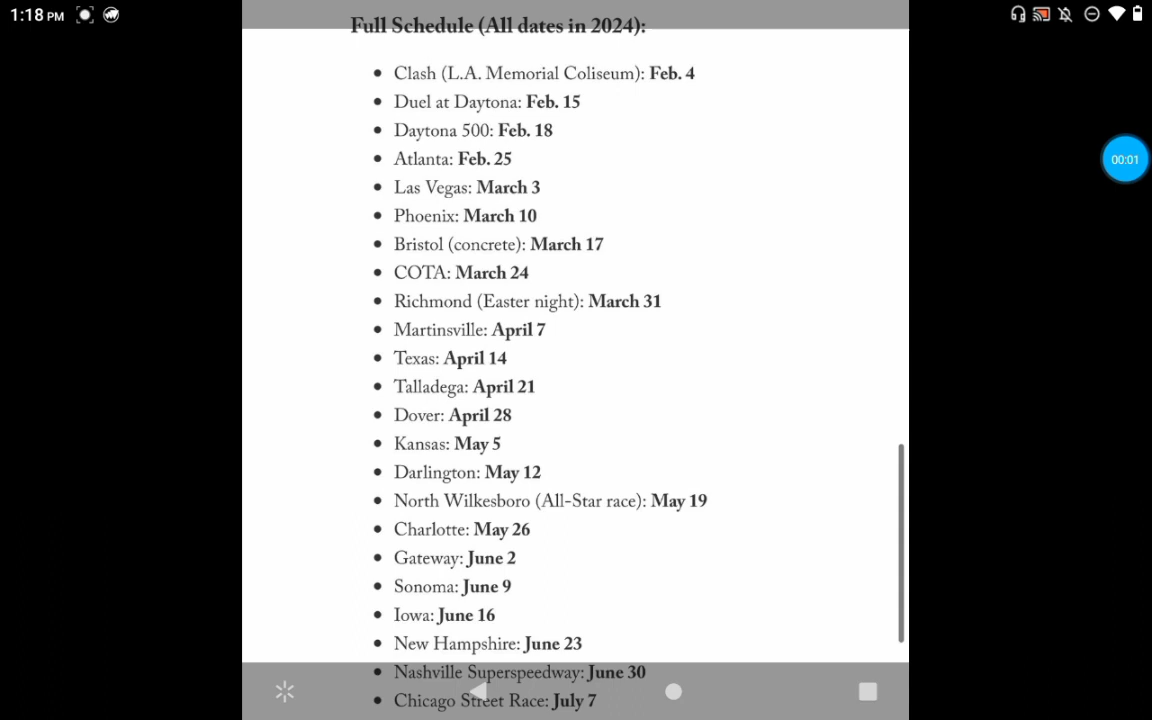 1:18 PM
Full Schedule (All dates in 2024):
Clash (L.A. Memorial Coliseum): Feb. 4
Duel at Daytona: Feb. 15
Daytona 500: Feb. 18
Atlanta: Feb. 25
Las Vegas: March 3
Phoenix: March 10
Bristol (concrete): March 17
COTA: March 24
Richmond (Easter night): March 31
Martinsville: April 7
Texas: April 14
Talladega: April 21
Dover: April 28
Kansas: May 5
Darlington: May 12
North Wilkesboro (All-Star race): May 19
Charlotte: May 26
Gateway: June 2
Sonoma: June 9
Iowa: June 16
New Hampshire: June 23
Nashville Superspeedway: June 30
Chicago Street Race: July 7
00:01